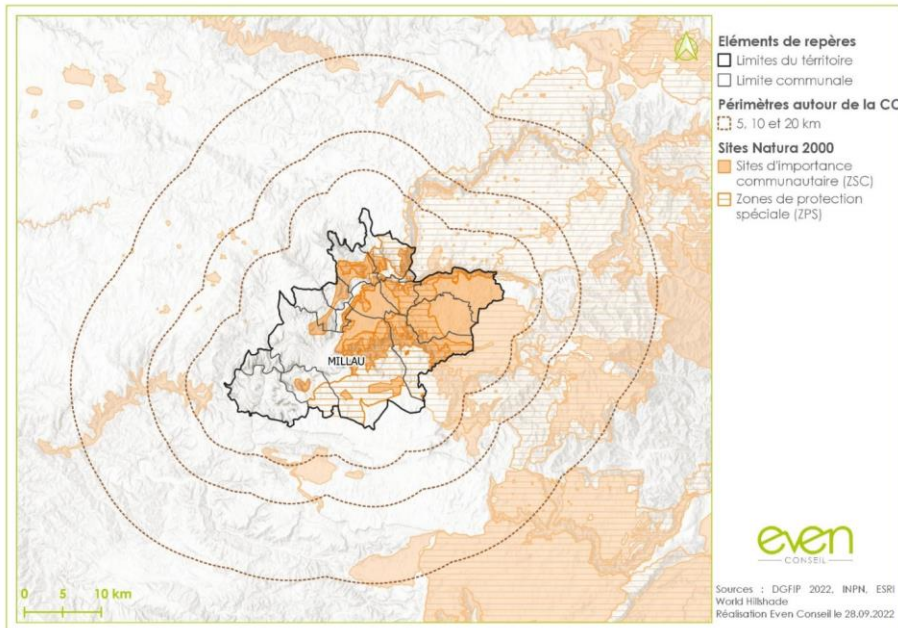 Eléments de repères
Limites du térritoire
Limite communale
Périmètres autour de la CC
5, 10 et 20 km
Sites Natura 2000
Sites d'importance
communautaire (ZSC)
Zones de protection
spéciale (ZPS)
MILLAU
0 5 10 km
even
CONSEIL
Sources : DGFIP 2022, INPN, ESRI
World Hillshade
Réalisation Even Conseil le 28.09.2022